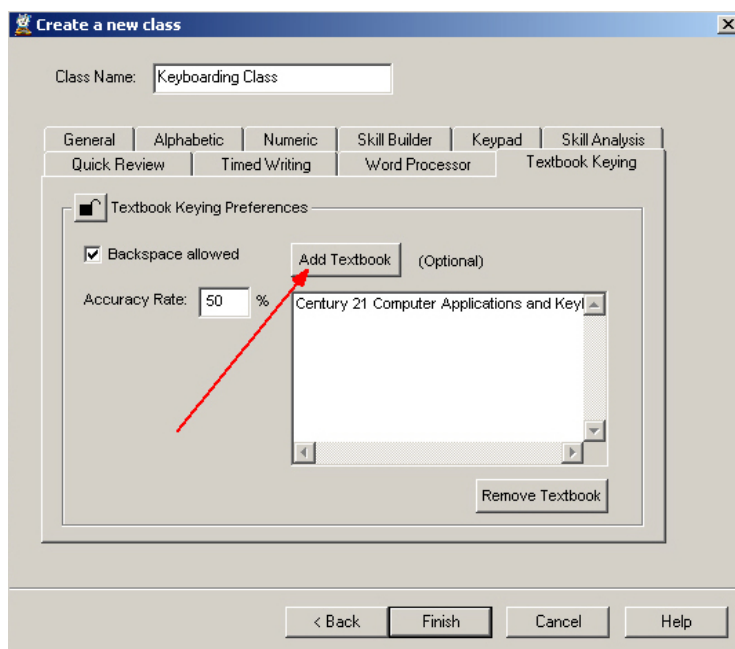 Create a new class
Class Name: Keyboarding Class
General Alphabetic Numeric Skill Builder Keypad Skill Analysis
Quick Review Timed Writing Word Processor Textbook Keying
Textbook Keying Preferences
Backspace allowed Add Textbook (Optional)
Accuracy Rate: 50 %
Century 21 Computer Applications and Keyl
Remove Textbook
< Back Finish Cancel Help